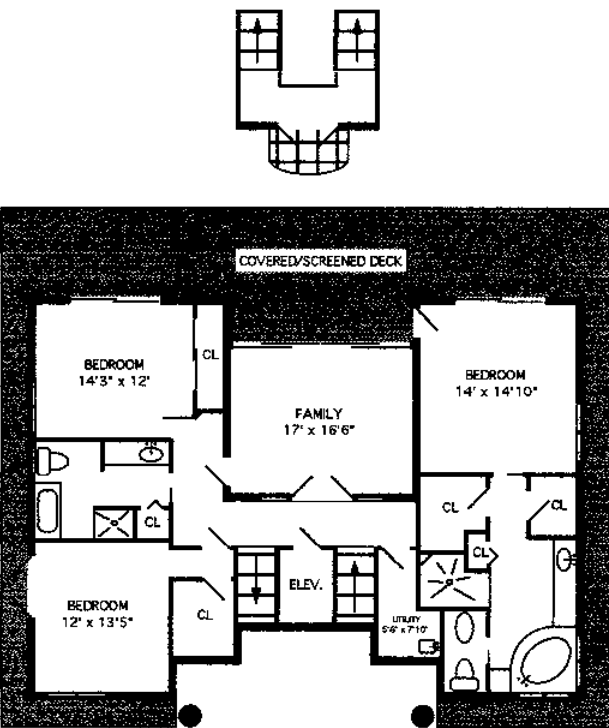 COVERED/SCREENED DECK
BEDROOM
14'3" x 12'
CL
BEDROOM
14' x 14'10"
FAMILY
17' x 16'6"
CL
CL
CL
CL
ELEV.
BEDROOM
12' x 13'5"
CL
UTILITY
5'6" x 7'10"